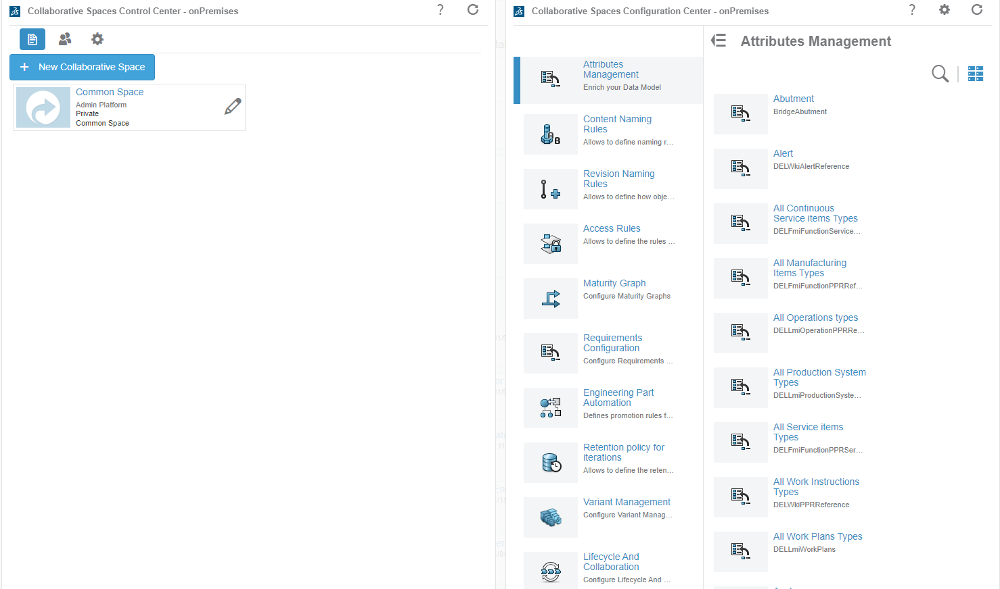 Collaborative Spaces Control Center - onPremises
?
+ New Collaborative Space
Common Space
Admin Platform
Private
Common Space
Collaborative Spaces Configuration Center - onPremises
?
Attributes
Management
Enrich your Data Model
Content Naming
Rules
Allows to define naming r…
Revision Naming
Rules
Allows to define how obje…
Access Rules
Allows to define the rules …
Maturity Graph
Configure Maturity Graphs
Requirements
Configuration
Configure Requirements …
Engineering Part
Automation
Defines promotion rules f…
Retention policy for
iterations
Allows to define the reten…
Variant Management
Configure Variant Manag…
Lifecycle And
Collaboration
Configure Lifecycle And …
Attributes Management
Abutment
BridgeAbutment
Alert
DELWkiAlertReference
All Continuous
Service items Types
DELFmiFunctionService…
All Manufacturing
Items Types
DELFmiFunctionPPRRef…
All Operations types
DELLmiOperationPPRRe…
All Production System
Types
DELLmiProductionSyste…
All Service items
Types
DELFmiFunctionPPRSer…
All Work Instructions
Types
DELWkiPPRReference
All Work Plans Types
DELLmiWorkPlans